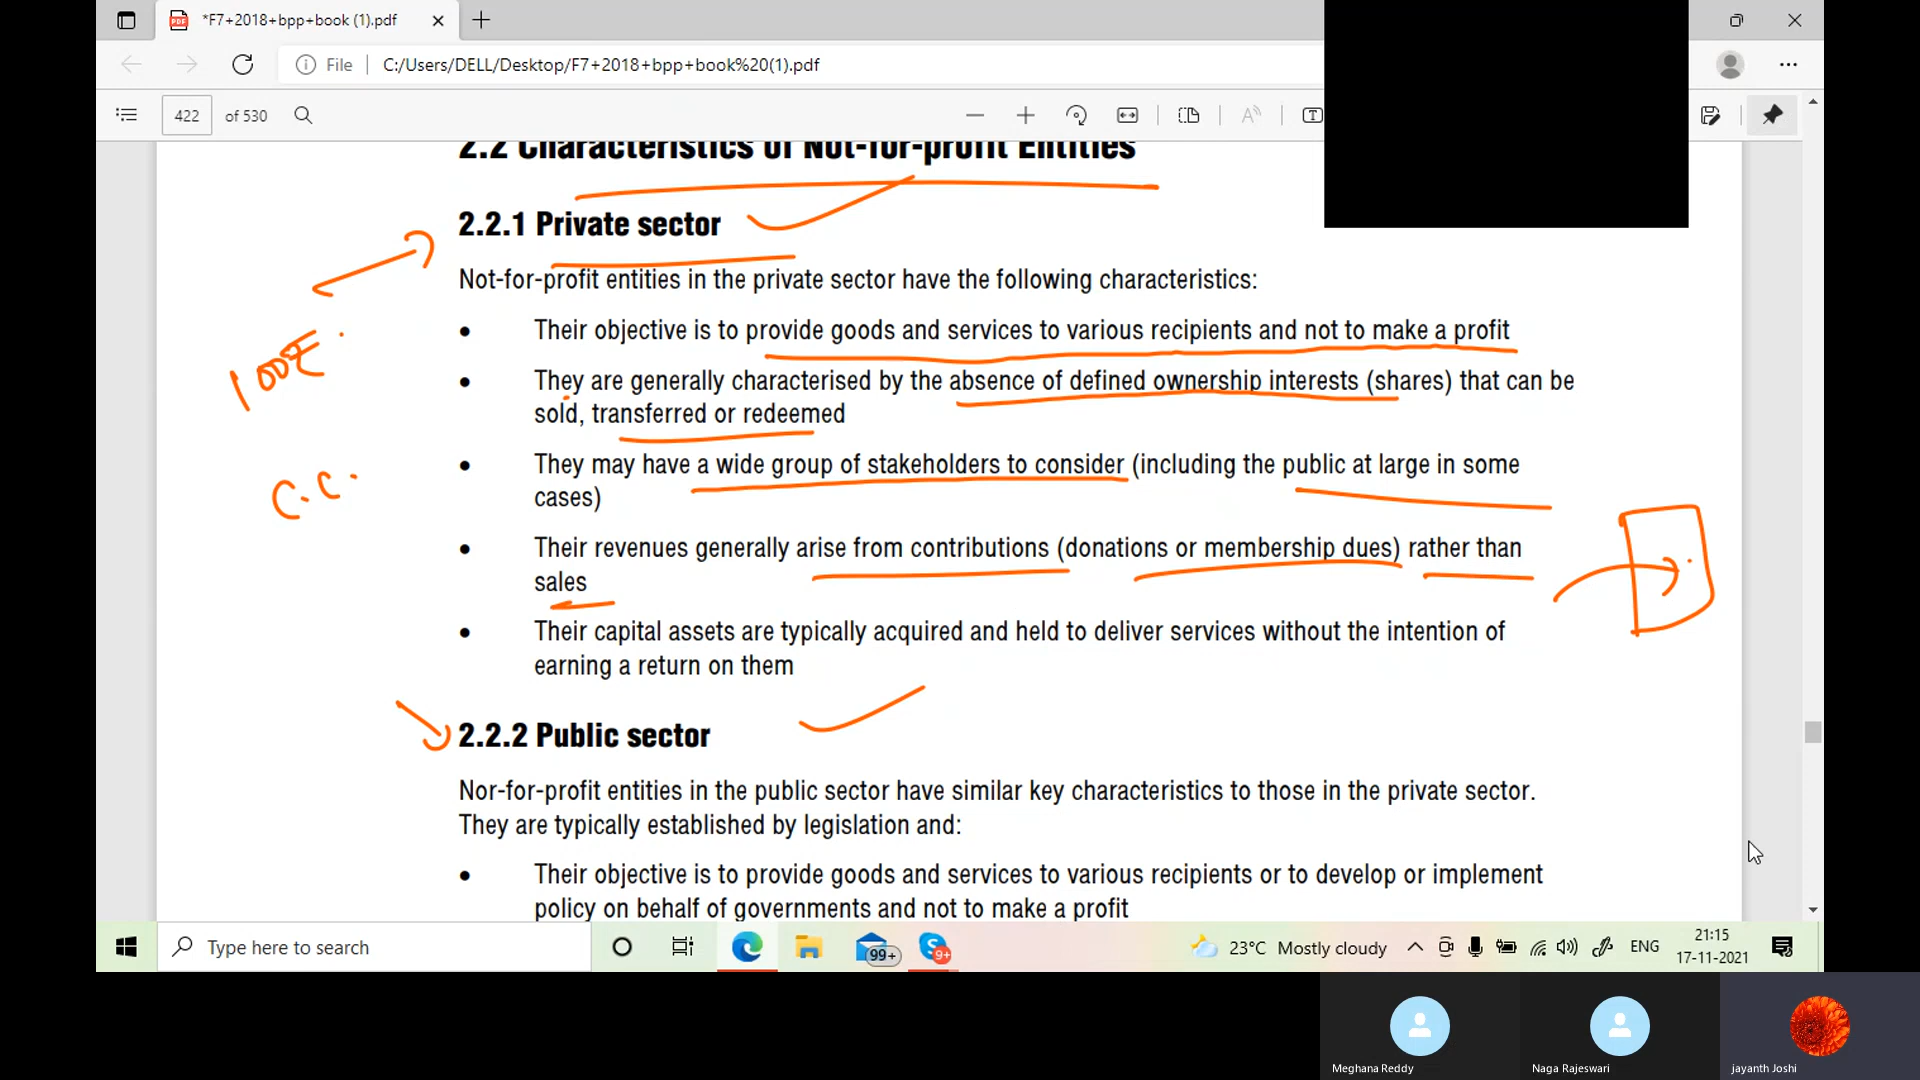 *F7+2018+bpp+book (1).pdf
File
C:/Users/DELL/Desktop/F7+2018+bpp+book%20(1).pdf
422 of 530
2.2 Characteristics of Not-for-profit Entities
2.2.1 Private sector
Not-for-profit entities in the private sector have the following characteristics:
• Their objective is to provide goods and services to various recipients and not to make a profit
• They are generally characterised by the absence of defined ownership interests (shares) that can be
sold, transferred or redeemed
• They may have a wide group of stakeholders to consider (including the public at large in some
cases)
• Their revenues generally arise from contributions (donations or membership dues) rather than
sales
• Their capital assets are typically acquired and held to deliver services without the intention of
earning a return on them
C.C.
2.2.2 Public sector
Nor-for-profit entities in the public sector have similar key characteristics to those in the private sector.
They are typically established by legislation and:
• Their objective is to provide goods and services to various recipients or to develop or implement
policy on behalf of governments and not to make a profit
Type here to search
99+
9+
23°C Mostly cloudy
ENG
21:15
17-11-2021
Meghana Reddy
Naga Rajeswari
jayanth Joshi